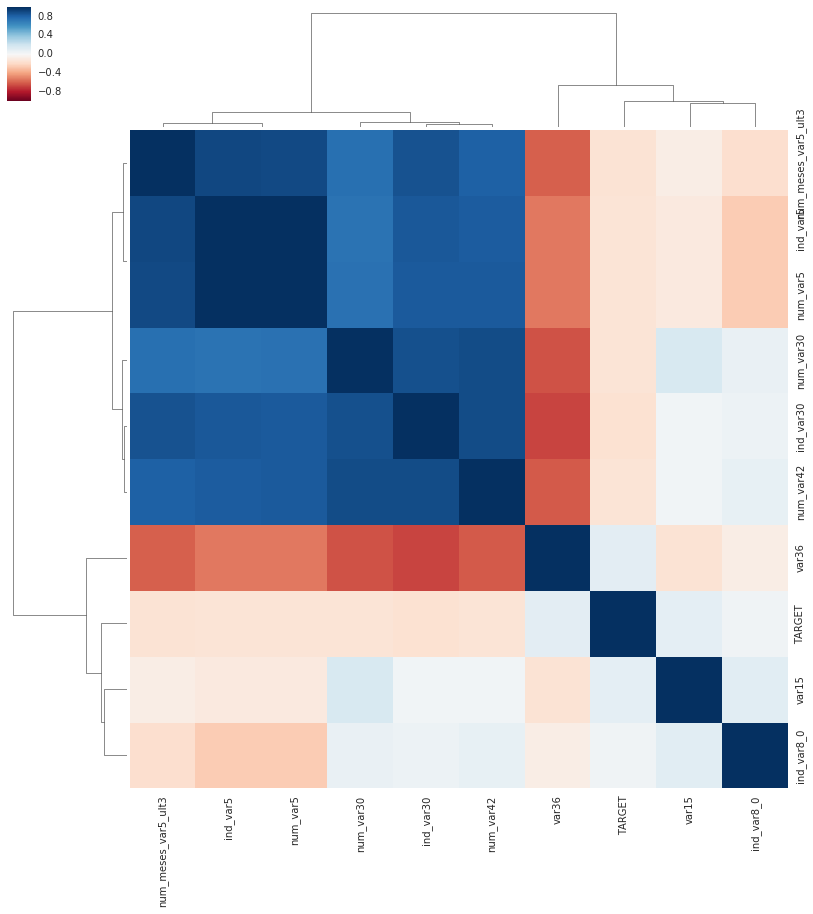 0.8
0.4
0.0
−0.4
−0.8
num_meses_var5_ult3
ind_var5
num_var5
num_var30
ind_var30
num_var42
var36
TARGET
var15
ind_var8_0
num_meses_var5_ult3
ind_var5
num_var5
num_var30
ind_var30
num_var42
var36
TARGET
var15
ind_var8_0